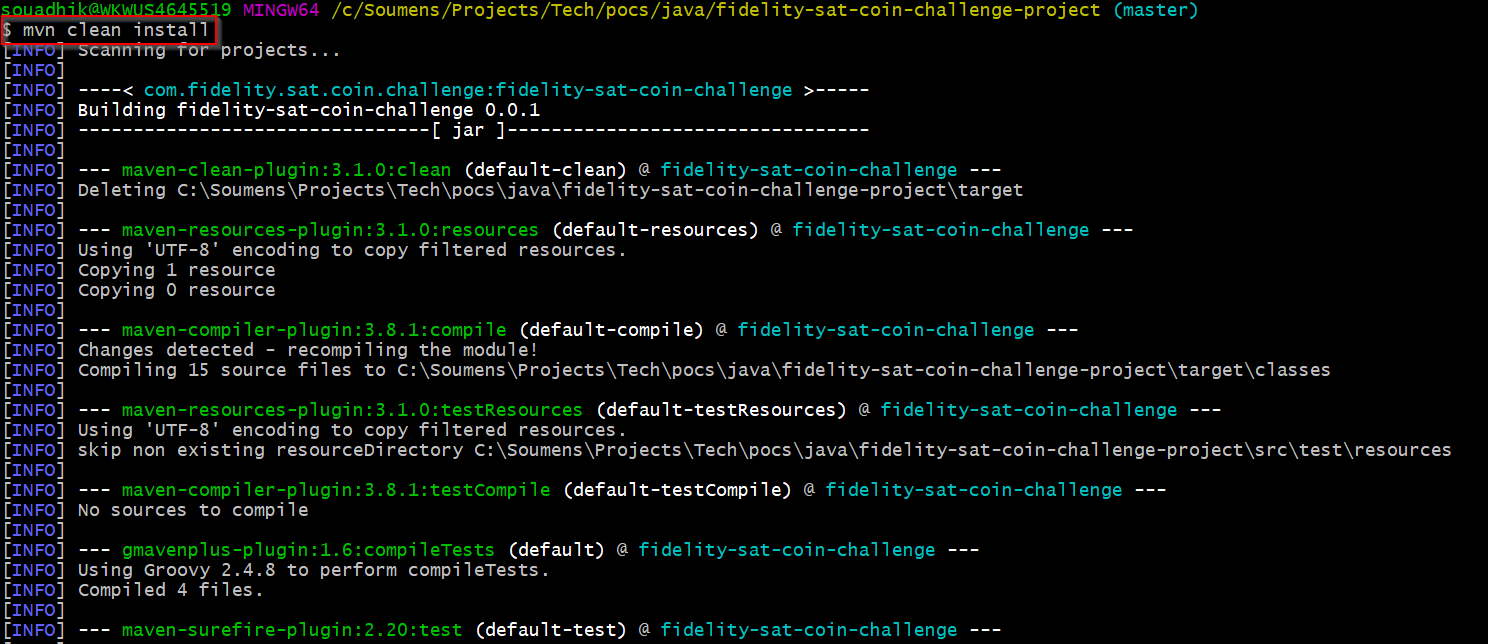 souadhik@WKWUS4645519 MINGW64 /c/Soumens/Projects/Tech/pocs/java/fidelity-sat-coin-challenge-project (master)
$ mvn clean install
[INFO] Scanning for projects...
[INFO]
[INFO] ----< com.fidelity.sat.coin.challenge:fidelity-sat-coin-challenge >-----
[INFO] Building fidelity-sat-coin-challenge 0.0.1
[INFO] --------------------------------[ jar ]---------------------------------
[INFO]
[INFO] --- maven-clean-plugin:3.1.0:clean (default-clean) @ fidelity-sat-coin-challenge ---
[INFO] Deleting C:\Soumens\Projects\Tech\pocs\java\fidelity-sat-coin-challenge-project\target
[INFO]
[INFO] --- maven-resources-plugin:3.1.0:resources (default-resources) @ fidelity-sat-coin-challenge ---
[INFO] Using 'UTF-8' encoding to copy filtered resources.
[INFO] Copying 1 resource
[INFO] Copying 0 resource
[INFO]
[INFO] --- maven-compiler-plugin:3.8.1:compile (default-compile) @ fidelity-sat-coin-challenge ---
[INFO] Changes detected - recompiling the module!
[INFO] Compiling 15 source files to C:\Soumens\Projects\Tech\pocs\java\fidelity-sat-coin-challenge-project\target\classes
[INFO]
[INFO] --- maven-resources-plugin:3.1.0:testResources (default-testResources) @ fidelity-sat-coin-challenge ---
[INFO] Using 'UTF-8' encoding to copy filtered resources.
[INFO] skip non existing resourceDirectory C:\Soumens\Projects\Tech\pocs\java\fidelity-sat-coin-challenge-project\src\test\resources
[INFO]
[INFO] --- maven-compiler-plugin:3.8.1:testCompile (default-testCompile) @ fidelity-sat-coin-challenge ---
[INFO] No sources to compile
[INFO]
[INFO] --- gmavenplus-plugin:1.6:compileTests (default) @ fidelity-sat-coin-challenge ---
[INFO] Using Groovy 2.4.8 to perform compileTests.
[INFO] Compiled 4 files.
[INFO]
[INFO] --- maven-surefire-plugin:2.20:test (default-test) @ fidelity-sat-coin-challenge ---